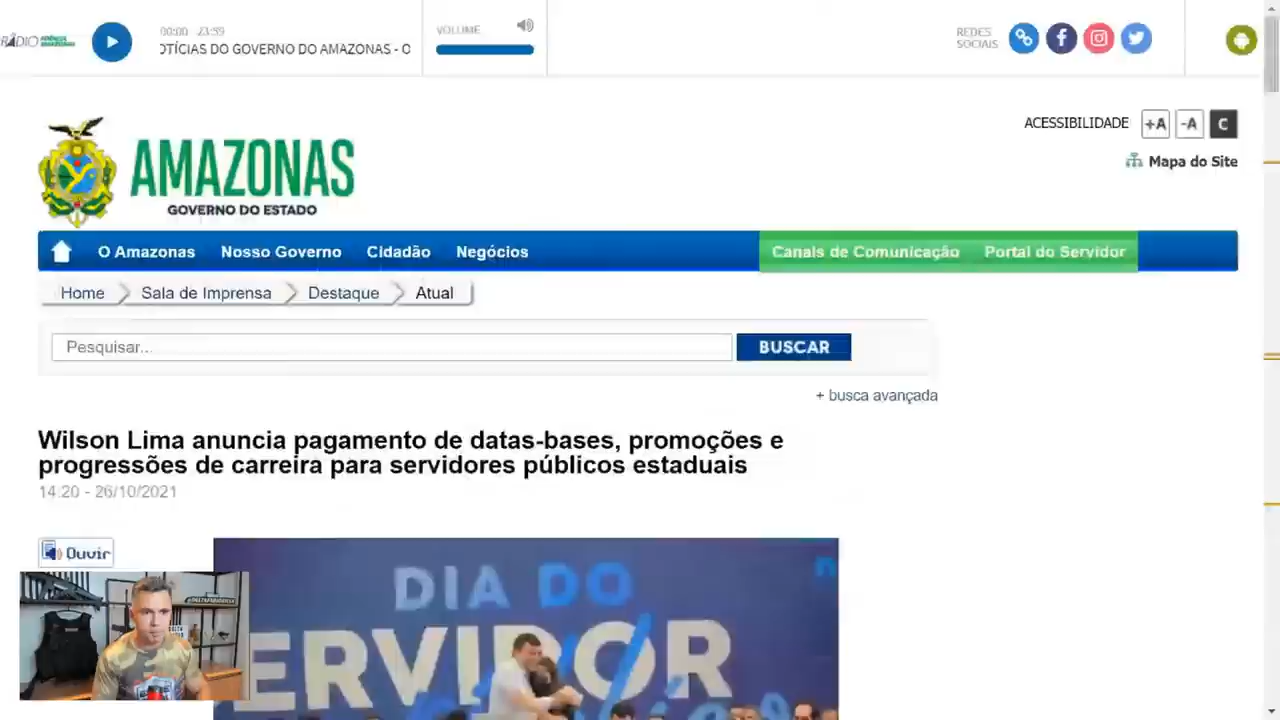 RÁDIO
00:00 23:59
OTÍCIAS DO GOVERNO DO AMAZONAS - O
VOLUME
REDES
SOCIAIS
ACESSIBILIDADE +A -A C
Mapa do Site
AMAZONAS
GOVERNO DO ESTADO
O Amazonas Nosso Governo Cidadão Negócios Canais de Comunicação Portal do Servidor
Home Sala de Imprensa Destaque Atual
Pesquisar... BUSCAR
+ busca avançada
Wilson Lima anuncia pagamento de datas-bases, promoções e
progressões de carreira para servidores públicos estaduais
14:20 - 26/10/2021
Ouvir
DIA DO
ERVIDOR